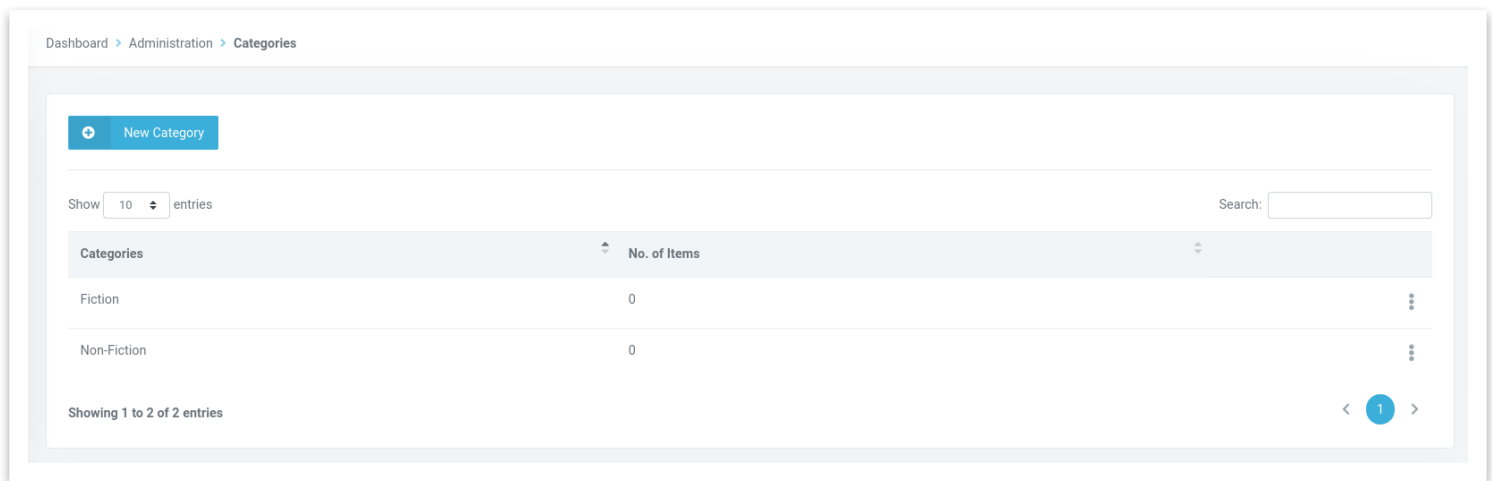 Dashboard > Administration > Categories
New Category
Show 10 entries Search:
Categories No. of Items
Fiction 0
Non-Fiction 0
Showing 1 to 2 of 2 entries < 1 >